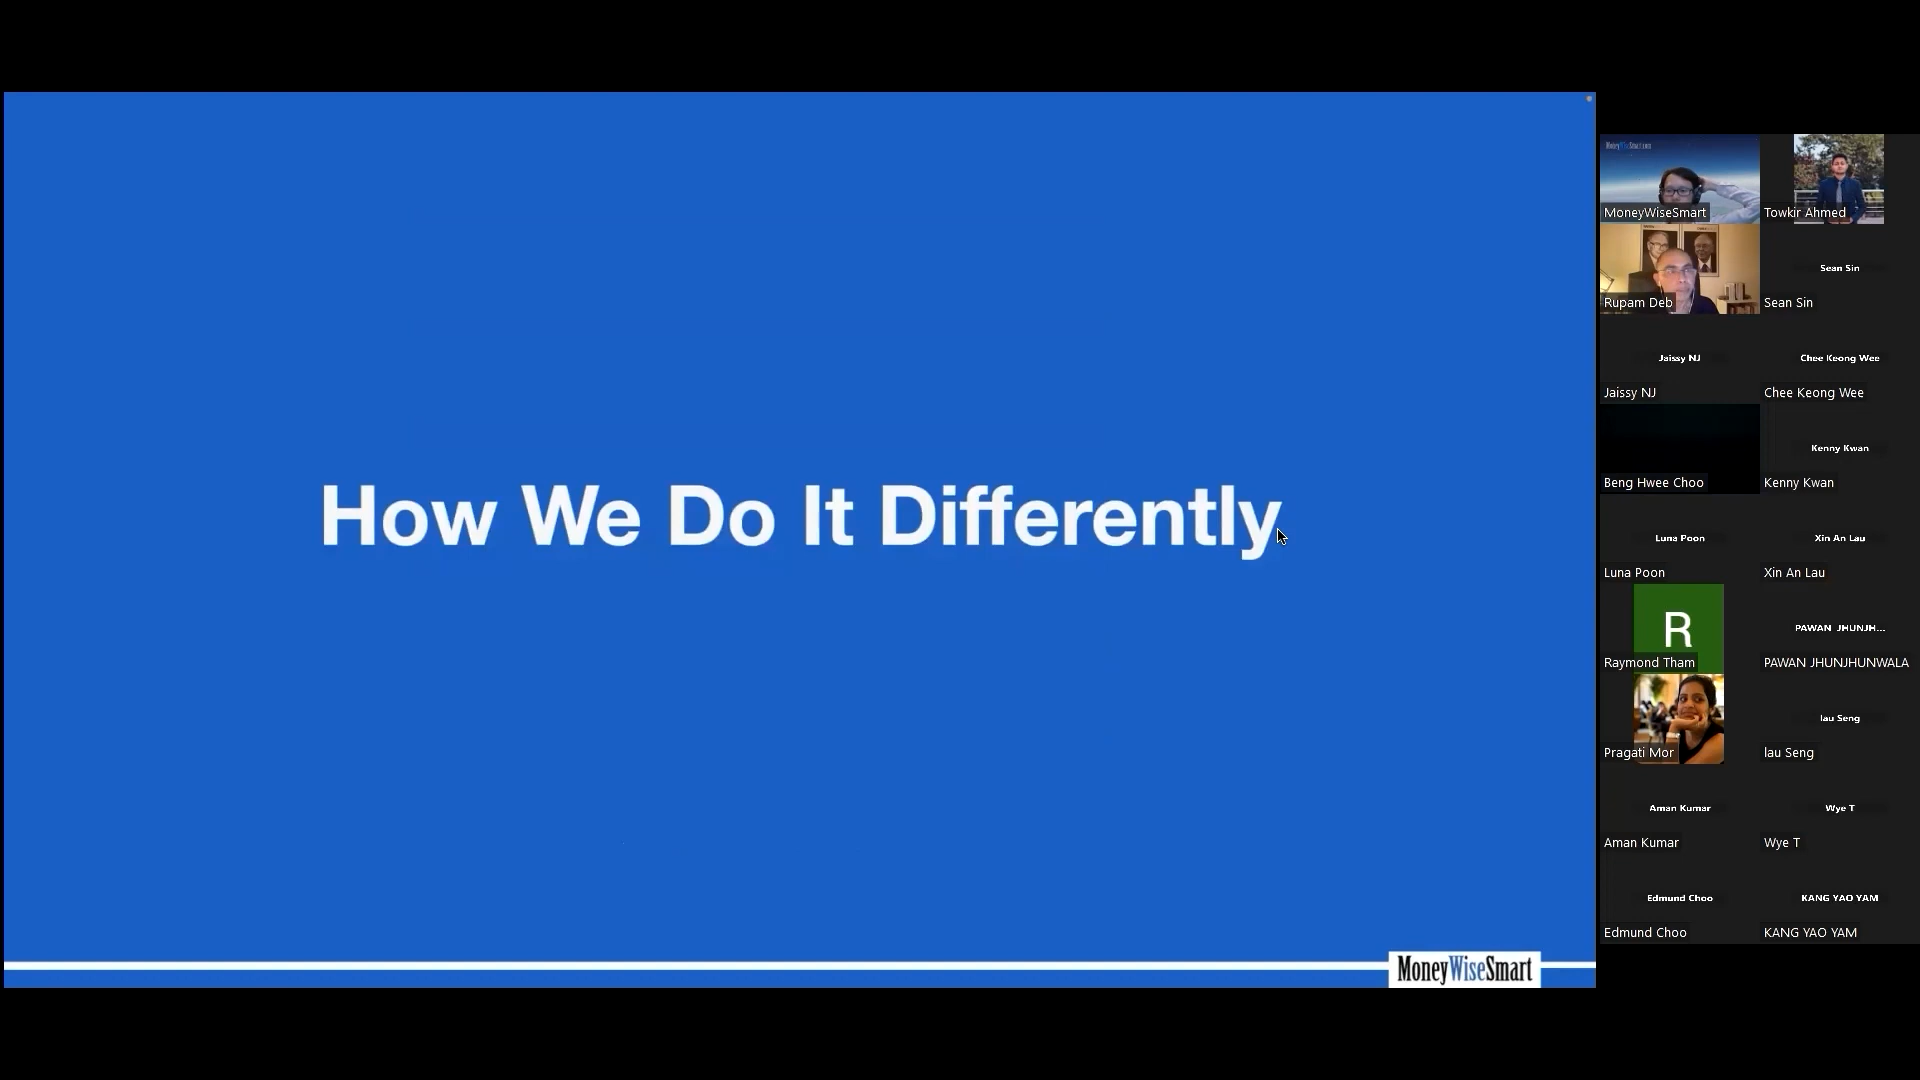 How We Do It Differently
MoneyWiseSmart
MoneyWiseSmart
Towkir Ahmed
Rupam Deb
Sean Sin
Sean Sin
Jaissy NJ
Jaissy NJ
Chee Keong Wee
Chee Keong Wee
Beng Hwee Choo
Kenny Kwan
Kenny Kwan
Luna Poon
Luna Poon
Xin An Lau
Xin An Lau
R
Raymond Tham
PAWAN JHUNJH...
PAWAN JHUNJHUNWALA
Pragati Mor
lau Seng
lau Seng
Aman Kumar
Aman Kumar
Wye T
Wye T
Edmund Choo
Edmund Choo
KANG YAO YAM
KANG YAO YAM